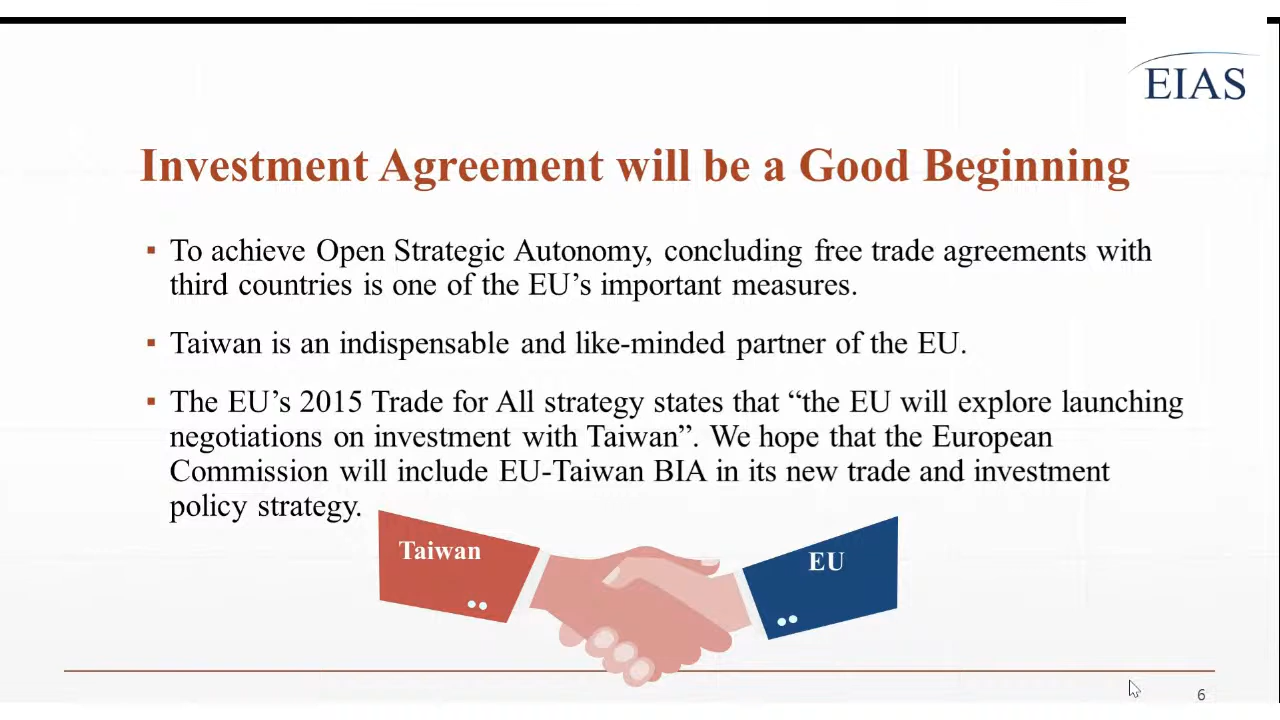 EIAS
Investment Agreement will be a Good Beginning
▪ To achieve Open Strategic Autonomy, concluding free trade agreements with
third countries is one of the EU’s important measures.
▪ Taiwan is an indispensable and like-minded partner of the EU.
▪ The EU’s 2015 Trade for All strategy states that “the EU will explore launching
negotiations on investment with Taiwan”. We hope that the European
Commission will include EU-Taiwan BIA in its new trade and investment
policy strategy.
Taiwan
EU
6